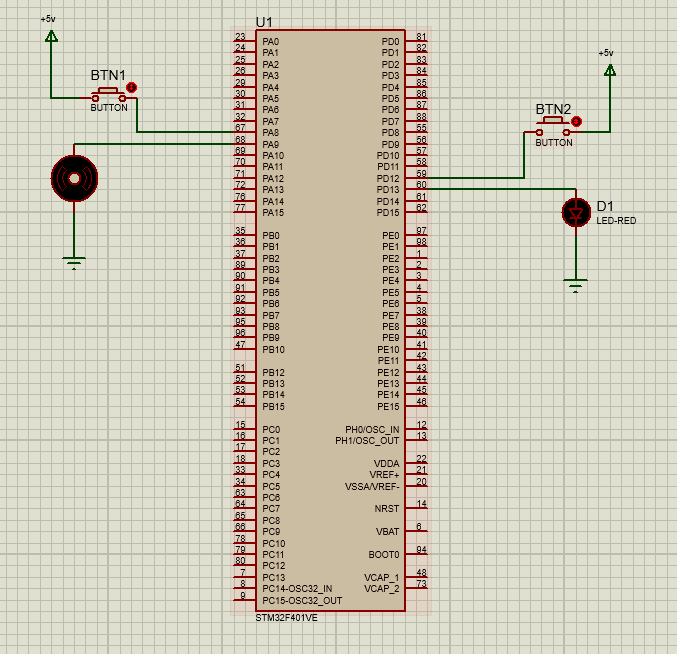 +5v
BTN1
BUTTON
U1
23 PA0 PD0 81
24 PA1 PD1 82
25 PA2 PD2 83
26 PA3 PD3 84
29 PA4 PD4 85
30 PA5 PD5 86
31 PA6 PD6 87
32 PA7 PD7 88
67 PA8 PD8 55
68 PA9 PD9 56
69 PA10 PD10 57
70 PA11 PD11 58
71 PA12 PD12 59
72 PA13 PD13 60
76 PA14 PD14 61
77 PA15 PD15 62
35 PB0 PE0 97
36 PB1 PE1 98
37 PB2 PE2 1
89 PB3 PE3 2
90 PB4 PE4 3
91 PB5 PE5 4
92 PB6 PE6 5
93 PB7 PE7 38
95 PB8 PE8 39
96 PB9 PE9 40
47 PB10 PE10 41
PE11 42
51 PB12 PE12 43
52 PB13 PE13 44
53 PB14 PE14 45
54 PB15 PE15 46
15 PC0 PH0/OSC_IN 12
16 PC1 PH1/OSC_OUT 13
17 PC2
18 PC3 VDDA 22
33 PC4 VREF+ 21
34 PC5 VSSA/VREF- 20
63 PC6
64 PC7 NRST 14
65 PC8
66 PC9 VBAT 6
78 PC10
79 PC11 BOOT0 94
80 PC12
7 PC13 VCAP_1 48
8 PC14-OSC32_IN VCAP_2 73
9 PC15-OSC32_OUT
STM32F401VE
+5v
BTN2
BUTTON
D1
LED-RED